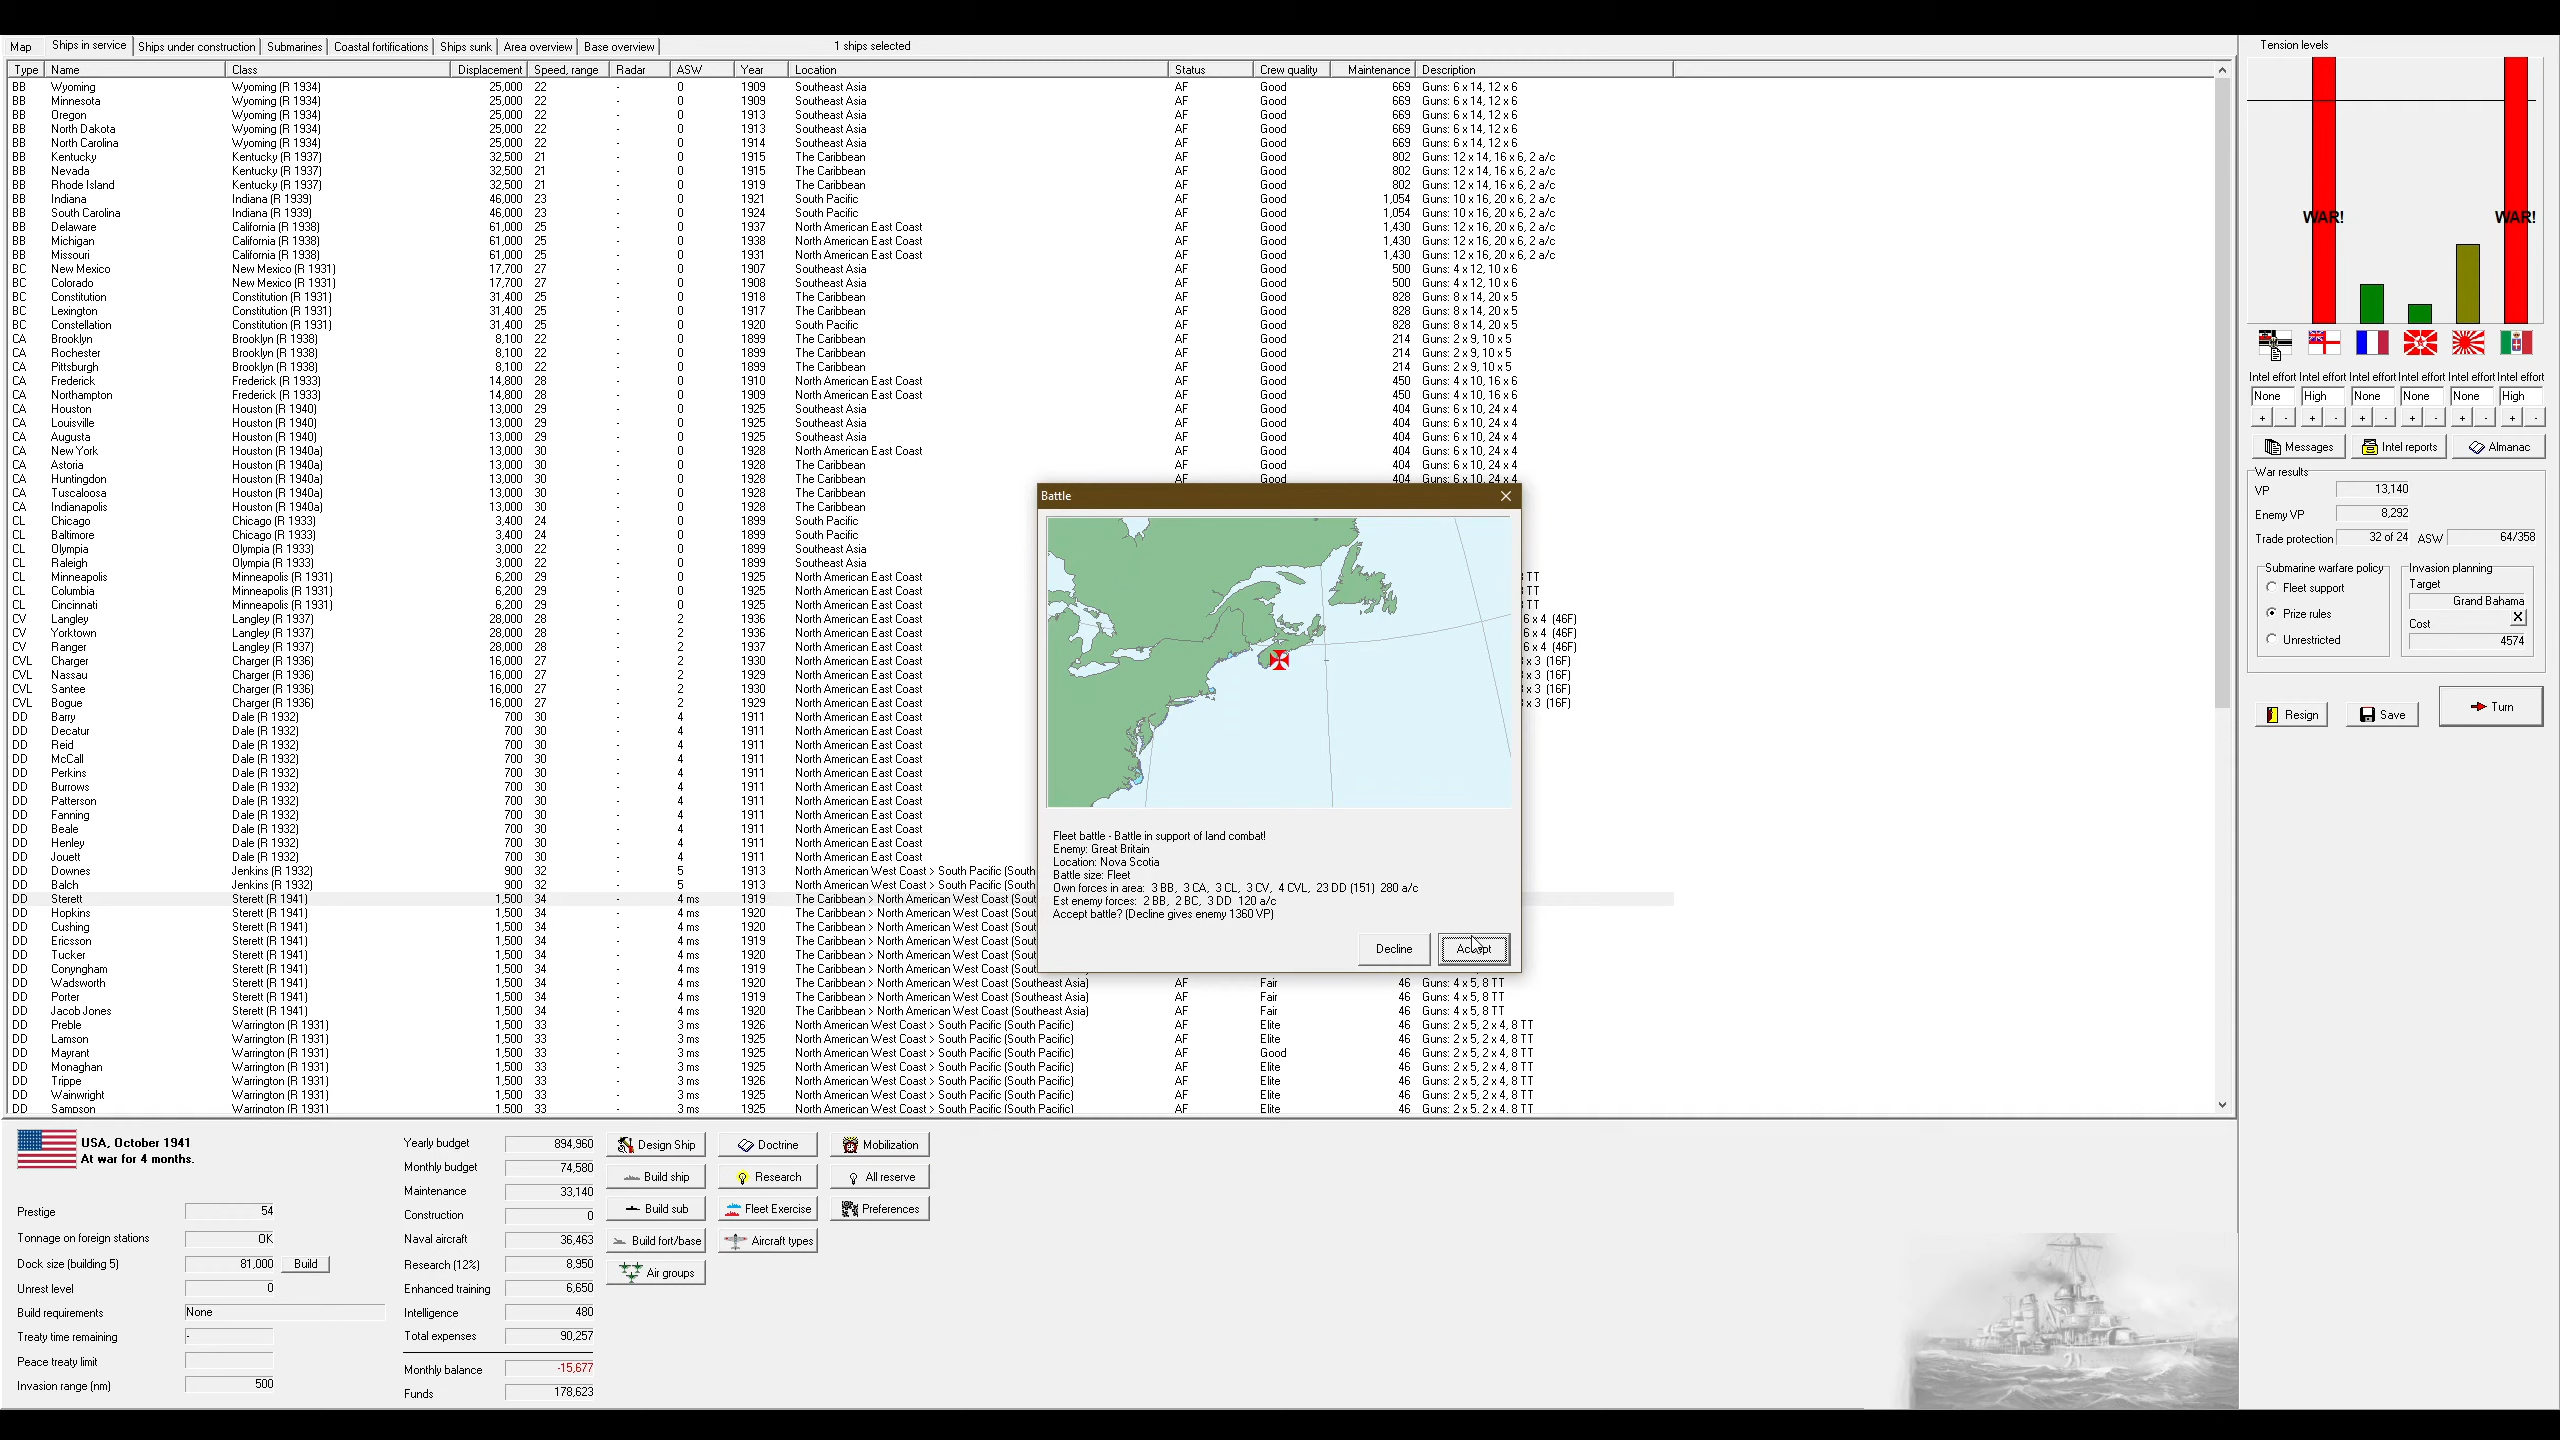 Map Ships in service Ships under construction Submarines Coastal fortifications Ships sunk Area overview Base overview 1 ships selected
Type Name Class Displacement Speed, range Radar ASW Year Location Status Crew quality Maintenance Description
BB Wyoming Wyoming (R 1934) 25,000 22 - 0 1909 Southeast Asia AF Good 669 Guns: 6 x 14, 12 x 6
BB Minnesota Wyoming (R 1934) 25,000 22 - 0 1909 Southeast Asia AF Good 669 Guns: 6 x 14, 12 x 6
BB Oregon Wyoming (R 1934) 25,000 22 - 0 1913 Southeast Asia AF Good 669 Guns: 6 x 14, 12 x 6
BB North Dakota Wyoming (R 1934) 25,000 22 - 0 1913 Southeast Asia AF Good 669 Guns: 6 x 14, 12 x 6
BB North Carolina Wyoming (R 1934) 25,000 22 - 0 1914 Southeast Asia AF Good 669 Guns: 6 x 14, 12 x 6
BB Kentucky Kentucky (R 1937) 32,500 21 - 0 1915 The Caribbean AF Good 802 Guns: 12 x 14, 16 x 6, 2 a/c
BB Nevada Kentucky (R 1937) 32,500 21 - 0 1915 The Caribbean AF Good 802 Guns: 12 x 14, 16 x 6, 2 a/c
BB Rhode Island Kentucky (R 1937) 32,500 21 - 0 1919 The Caribbean AF Good 802 Guns: 12 x 14, 16 x 6, 2 a/c
BB Indiana Indiana (R 1939) 46,000 23 - 0 1921 South Pacific AF Good 1,054 Guns: 10 x 16, 20 x 6, 2 a/c
BB South Carolina Indiana (R 1939) 46,000 23 - 0 1924 South Pacific AF Good 1,054 Guns: 10 x 16, 20 x 6, 2 a/c
BB Delaware California (R 1938) 61,000 25 - 0 1937 North American East Coast AF Good 1,430 Guns: 12 x 16, 20 x 6, 2 a/c
BB Michigan California (R 1938) 61,000 25 - 0 1938 North American East Coast AF Good 1,430 Guns: 12 x 16, 20 x 6, 2 a/c
BB Missouri California (R 1938) 61,000 25 - 0 1931 North American East Coast AF Good 1,430 Guns: 12 x 16, 20 x 6, 2 a/c
BC New Mexico New Mexico (R 1931) 17,700 27 - 0 1907 Southeast Asia AF Good 500 Guns: 4 x 12, 10 x 6
BC Colorado New Mexico (R 1931) 17,700 27 - 0 1908 Southeast Asia AF Good 500 Guns: 4 x 12, 10 x 6
BC Constitution Constitution (R 1931) 31,400 25 - 0 1918 The Caribbean AF Good 828 Guns: 8 x 14, 20 x 5
BC Lexington Constitution (R 1931) 31,400 25 - 0 1917 The Caribbean AF Good 828 Guns: 8 x 14, 20 x 5
BC Constellation Constitution (R 1931) 31,400 25 - 0 1920 South Pacific AF Good 828 Guns: 8 x 14, 20 x 5
CA Brooklyn Brooklyn (R 1938) 8,100 22 - 0 1899 The Caribbean AF Good 214 Guns: 2 x 9, 10 x 5
CA Rochester Brooklyn (R 1938) 8,100 22 - 0 1899 The Caribbean AF Good 214 Guns: 2 x 9, 10 x 5
CA Pittsburgh Brooklyn (R 1938) 8,100 22 - 0 1899 The Caribbean AF Good 214 Guns: 2 x 9, 10 x 5
CA Frederick Frederick (R 1933) 14,800 28 - 0 1910 North American East Coast AF Good 450 Guns: 4 x 10, 16 x 6
CA Northampton Frederick (R 1933) 14,800 28 - 0 1909 North American East Coast AF Good 450 Guns: 4 x 10, 16 x 6
CA Houston Houston (R 1940) 13,000 29 - 0 1925 Southeast Asia AF Good 404 Guns: 6 x 10, 24 x 4
CA Louisville Houston (R 1940) 13,000 29 - 0 1925 Southeast Asia AF Good 404 Guns: 6 x 10, 24 x 4
CA Augusta Houston (R 1940) 13,000 29 - 0 1925 Southeast Asia AF Good 404 Guns: 6 x 10, 24 x 4
CA New York Houston (R 1940a) 13,000 30 - 0 1928 North American East Coast AF Good 404 Guns: 6 x 10, 24 x 4
CA Astoria Houston (R 1940a) 13,000 30 - 0 1928 The Caribbean AF Good 404 Guns: 6 x 10, 24 x 4
CA Huntingdon Houston (R 1940a) 13,000 30 - 0 1928 The Caribbean AF Good 404 Guns: 6 x 10, 24 x 4
CA Tuscaloosa Houston (R 1940a) 13,000 30 - 0 1928 The Caribbean
CA Indianapolis Houston (R 1940a) 13,000 30 - 0 1928 The Caribbean
CL Chicago Chicago (R 1933) 3,400 24 - 0 1899 South Pacific
CL Baltimore Chicago (R 1933) 3,400 24 - 0 1899 South Pacific
CL Olympia Olympia (R 1933) 3,000 22 - 0 1899 Southeast Asia
CL Raleigh Olympia (R 1933) 3,000 22 - 0 1899 Southeast Asia
CL Minneapolis Minneapolis (R 1931) 6,200 29 - 0 1925 North American East Coast TT
CL Columbia Minneapolis (R 1931) 6,200 29 - 0 1925 North American East Coast TT
CL Cincinnati Minneapolis (R 1931) 6,200 29 - 0 1925 North American East Coast TT
CV Langley Langley (R 1937) 28,000 28 - 2 1936 North American East Coast 6 x 4 (46F)
CV Yorktown Langley (R 1937) 28,000 28 - 2 1936 North American East Coast 6 x 4 (46F)
CV Ranger Langley (R 1937) 28,000 28 - 2 1937 North American East Coast 6 x 4 (46F)
CVL Charger Charger (R 1936) 16,000 27 - 2 1930 North American East Coast x 3 (16F)
CVL Nassau Charger (R 1936) 16,000 27 - 2 1929 North American East Coast x 3 (16F)
CVL Santee Charger (R 1936) 16,000 27 - 2 1930 North American East Coast x 3 (16F)
CVL Bogue Charger (R 1936) 16,000 27 - 2 1929 North American East Coast x 3 (16F)
DD Barry Dale (R 1932) 700 30 - 4 1911 North American East Coast
DD Decatur Dale (R 1932) 700 30 - 4 1911 North American East Coast
DD Reid Dale (R 1932) 700 30 - 4 1911 North American East Coast
DD McCall Dale (R 1932) 700 30 - 4 1911 North American East Coast
DD Perkins Dale (R 1932) 700 30 - 4 1911 North American East Coast
DD Burrows Dale (R 1932) 700 30 - 4 1911 North American East Coast
DD Patterson Dale (R 1932) 700 30 - 4 1911 North American East Coast
DD Fanning Dale (R 1932) 700 30 - 4 1911 North American East Coast
DD Beale Dale (R 1932) 700 30 - 4 1911 North American East Coast
DD Henley Dale (R 1932) 700 30 - 4 1911 North American East Coast
DD Jouett Dale (R 1932) 700 30 - 4 1911 North American East Coast
DD Downes Jenkins (R 1932) 900 32 - 5 1913 North American West Coast > South Pacific (South
DD Balch Jenkins (R 1932) 900 32 - 5 1913 North American West Coast > South Pacific (South
DD Sterett Sterett (R 1941) 1,500 34 - 4 ms 1919 The Caribbean > North American West Coast (Sout
DD Hopkins Sterett (R 1941) 1,500 34 - 4 ms 1920 The Caribbean > North American West Coast (Sout
DD Cushing Sterett (R 1941) 1,500 34 - 4 ms 1920 The Caribbean > North American West Coast (Sout
DD Ericsson Sterett (R 1941) 1,500 34 - 4 ms 1919 The Caribbean > North American West Coast (Sout
DD Tucker Sterett (R 1941) 1,500 34 - 4 ms 1920 The Caribbean > North American West Coast (Sout
DD Conyngham Sterett (R 1941) 1,500 34 - 4 ms 1919 The Caribbean > North American West Coast (Sout
DD Wadsworth Sterett (R 1941) 1,500 34 - 4 ms 1920 The Caribbean > North American West Coast (Southeast Asia) AF Fair 46 Guns: 4 x 5, 8 TT
DD Porter Sterett (R 1941) 1,500 34 - 4 ms 1919 The Caribbean > North American West Coast (Southeast Asia) AF Fair 46 Guns: 4 x 5, 8 TT
DD Jacob Jones Sterett (R 1941) 1,500 34 - 4 ms 1920 The Caribbean > North American West Coast (Southeast Asia) AF Fair 46 Guns: 4 x 5, 8 TT
DD Preble Warrington (R 1931) 1,500 33 - 3 ms 1926 North American West Coast > South Pacific (South Pacific) AF Elite 46 Guns: 2 x 5, 2 x 4, 8 TT
DD Lamson Warrington (R 1931) 1,500 33 - 3 ms 1925 North American West Coast > South Pacific (South Pacific) AF Elite 46 Guns: 2 x 5, 2 x 4, 8 TT
DD Mayrant Warrington (R 1931) 1,500 33 - 3 ms 1925 North American West Coast > South Pacific (South Pacific) AF Good 46 Guns: 2 x 5, 2 x 4, 8 TT
DD Monaghan Warrington (R 1931) 1,500 33 - 3 ms 1925 North American West Coast > South Pacific (South Pacific) AF Elite 46 Guns: 2 x 5, 2 x 4, 8 TT
DD Trippe Warrington (R 1931) 1,500 33 - 3 ms 1926 North American West Coast > South Pacific (South Pacific) AF Elite 46 Guns: 2 x 5, 2 x 4, 8 TT
DD Wainwright Warrington (R 1931) 1,500 33 - 3 ms 1925 North American West Coast > South Pacific (South Pacific) AF Elite 46 Guns: 2 x 5, 2 x 4, 8 TT
DD Sampson Warrington (R 1931) 1,500 33 - 3 ms 1925 North American West Coast > South Pacific (South Pacific) AF Elite 46 Guns: 2 x 5, 2 x 4, 8 TT
Battle
Fleet battle - Battle in support of land combat!
Enemy: Great Britain
Location: Nova Scotia
Battle size: Fleet
Own forces in area: 3 BB, 3 CA, 3 CL, 3 CV, 4 CVL, 23 DD (151) 280 a/c
Est enemy forces: 2 BB, 2 BC, 3 DD 120 a/c
Accept battle? (Decline gives enemy 1360 VP)
Decline Accept
Tension levels
WAR! WAR!
Intel effort Intel effort Intel effort Intel effort Intel effort Intel effort
None High None None None High
+ - + - + - + - + - + -
Messages Intel reports Almanac
War results
VP 13,140
Enemy VP 8,292
Trade protection 32 of 24 ASW 64/358
Submarine warfare policy Invasion planning
Fleet support Target
Grand Bahama
Prize rules Cost X
Unrestricted 4574
Resign Save Turn
USA, October 1941
At war for 4 months.
Prestige 54
Tonnage on foreign stations OK
Dock size (building 5) 81,000 Build
Unrest level 0
Build requirements None
Treaty time remaining -
Peace treaty limit
Invasion range (nm) 500
Yearly budget 894,960
Monthly budget 74,580
Maintenance 33,140
Construction 0
Naval aircraft 36,463
Research (12%) 8,950
Enhanced training 6,650
Intelligence 480
Total expenses 90,257
Monthly balance -15,677
Funds 178,623
Design Ship Doctrine Mobilization
Build ship Research All reserve
Build sub Fleet Exercise Preferences
Build fort/base Aircraft types
Air groups